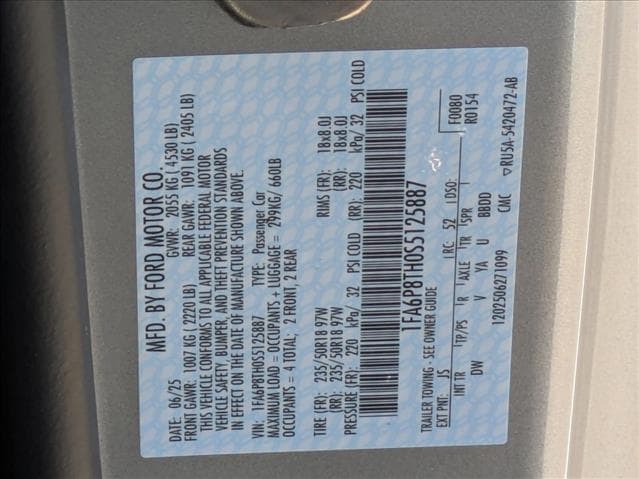 MFD. BY FORD MOTOR CO.
DATE: 06/25 GVWR: 2055 KG ( 4530 LB)
FRONT GAWR: 1007 KG ( 2220 LB) REAR GAWR: 1091 KG ( 2405 LB)
THIS VEHICLE CONFORMS TO ALL APPLICABLE FEDERAL MOTOR
VEHICLE SAFETY, BUMPER, AND THEFT PREVENTION STANDARDS
IN EFFECT ON THE DATE OF MANUFACTURE SHOWN ABOVE.
VIN: 1FA6P8TH0S5125887 TYPE: Passenger Car
MAXIMUM LOAD = OCCUPANTS + LUGGAGE = 299KG/ 660LB
OCCUPANTS = 4 TOTAL; 2 FRONT, 2 REAR
TIRE (FR): 235/50R18 97W RIMS (FR): 18x8.0J
(RR): 235/50R18 97W (RR): 18x8.0J
PRESSURE (FR): 220 kPa/ 32 PSI COLD (RR): 220 kPa/ 32 PSI COLD
1FA6P8TH0S5125887
TRAILER TOWING - SEE OWNER GUIDE
EXT PNT: JS RC: 52 DSO: F0080
R0154
INT TR TP/PS R AXLE TR SPR
DW V YA U BBDD
1202506271099 CMC ▽RU5A-5420472-AB